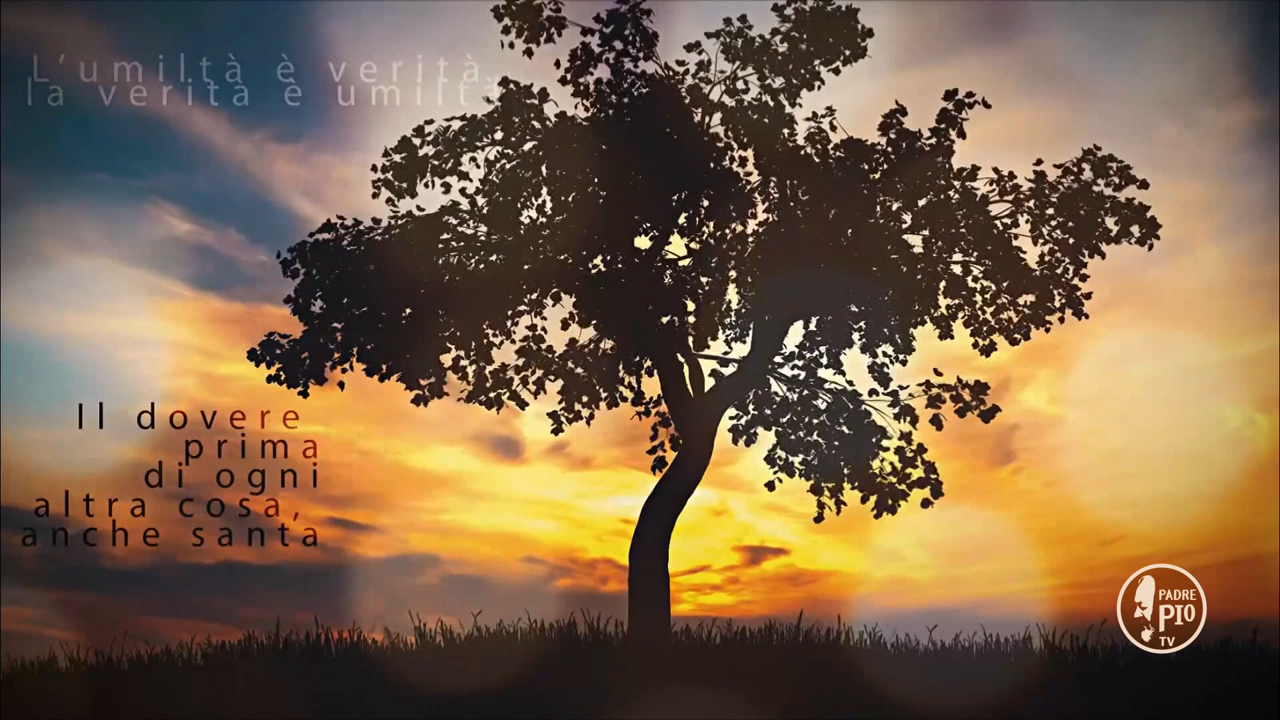 L'umiltà è verità,
la verità è umiltà
Il dovere
prima
di ogni
altra cosa,
anche santa
PADRE
PIO
TV